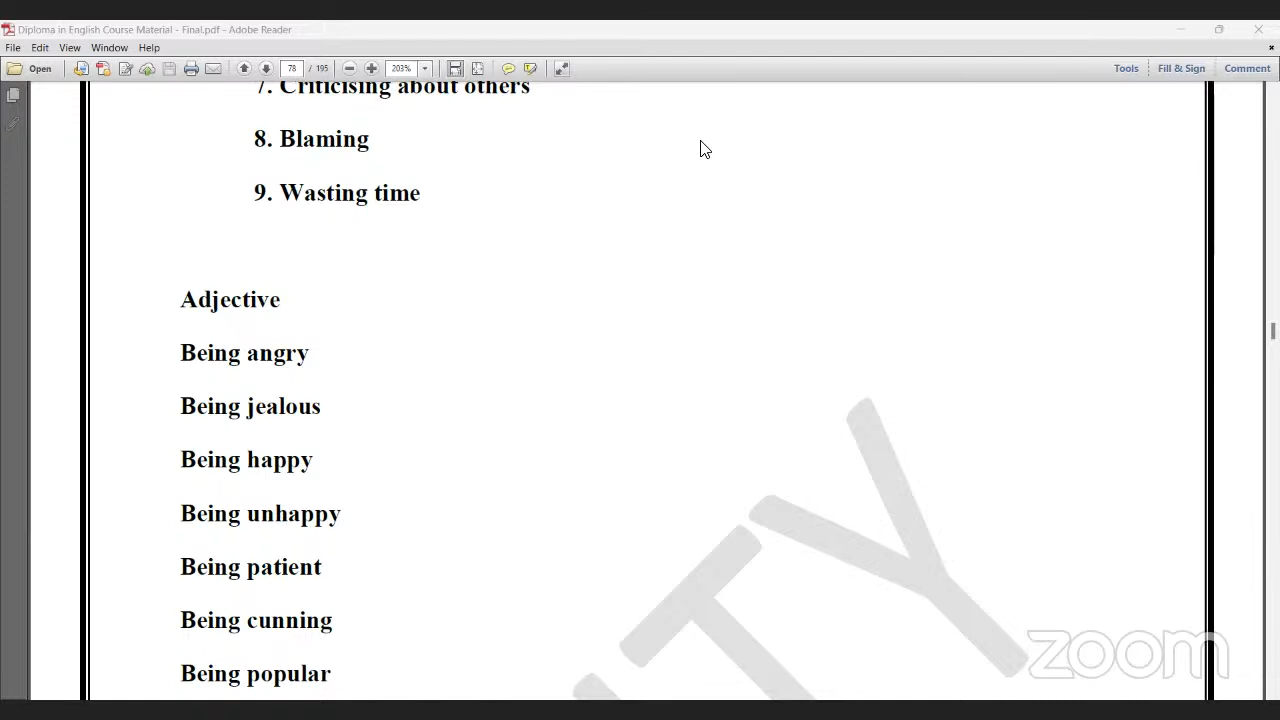 Diploma in English Course Material - Final.pdf - Adobe Reader
File Edit View Window Help
Open 78 / 195 203% Tools Fill & Sign Comment
7. Criticising about others
8. Blaming
9. Wasting time
Adjective
Being angry
Being jealous
Being happy
Being unhappy
Being patient
Being cunning
Being popular
TY
zoom